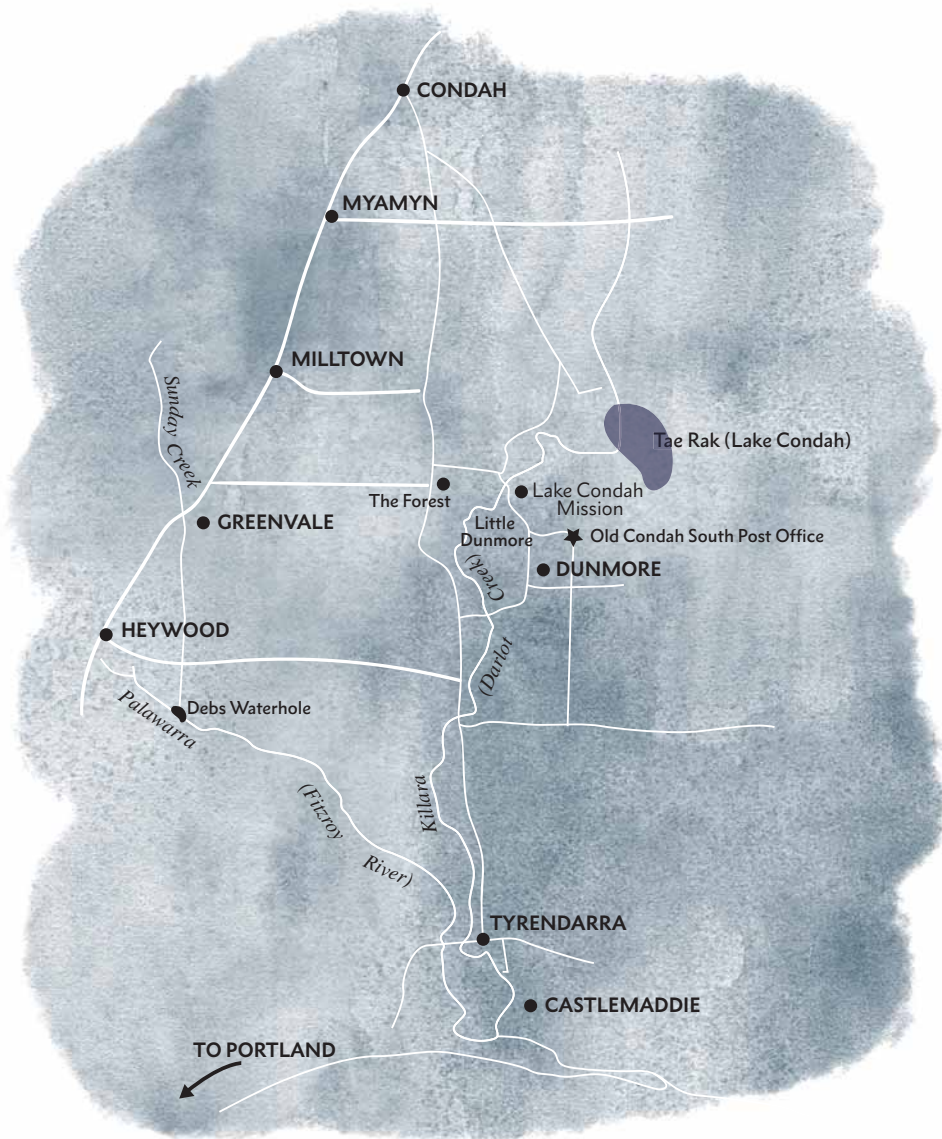 CONDAH
MYAMYN
MILLTOWN
Sunday Creek
Tae Rak (Lake Condah)
The Forest
Lake Condah
Mission
GREENVALE
Little
Dunmore
Old Condah South Post Office
DUNMORE
HEYWOOD
Killara
(Darlot
Creek)
Debs Waterhole
Palawarra
(Fitzroy
River)
TYRENDARRA
CASTLEMADDIE
TO PORTLAND